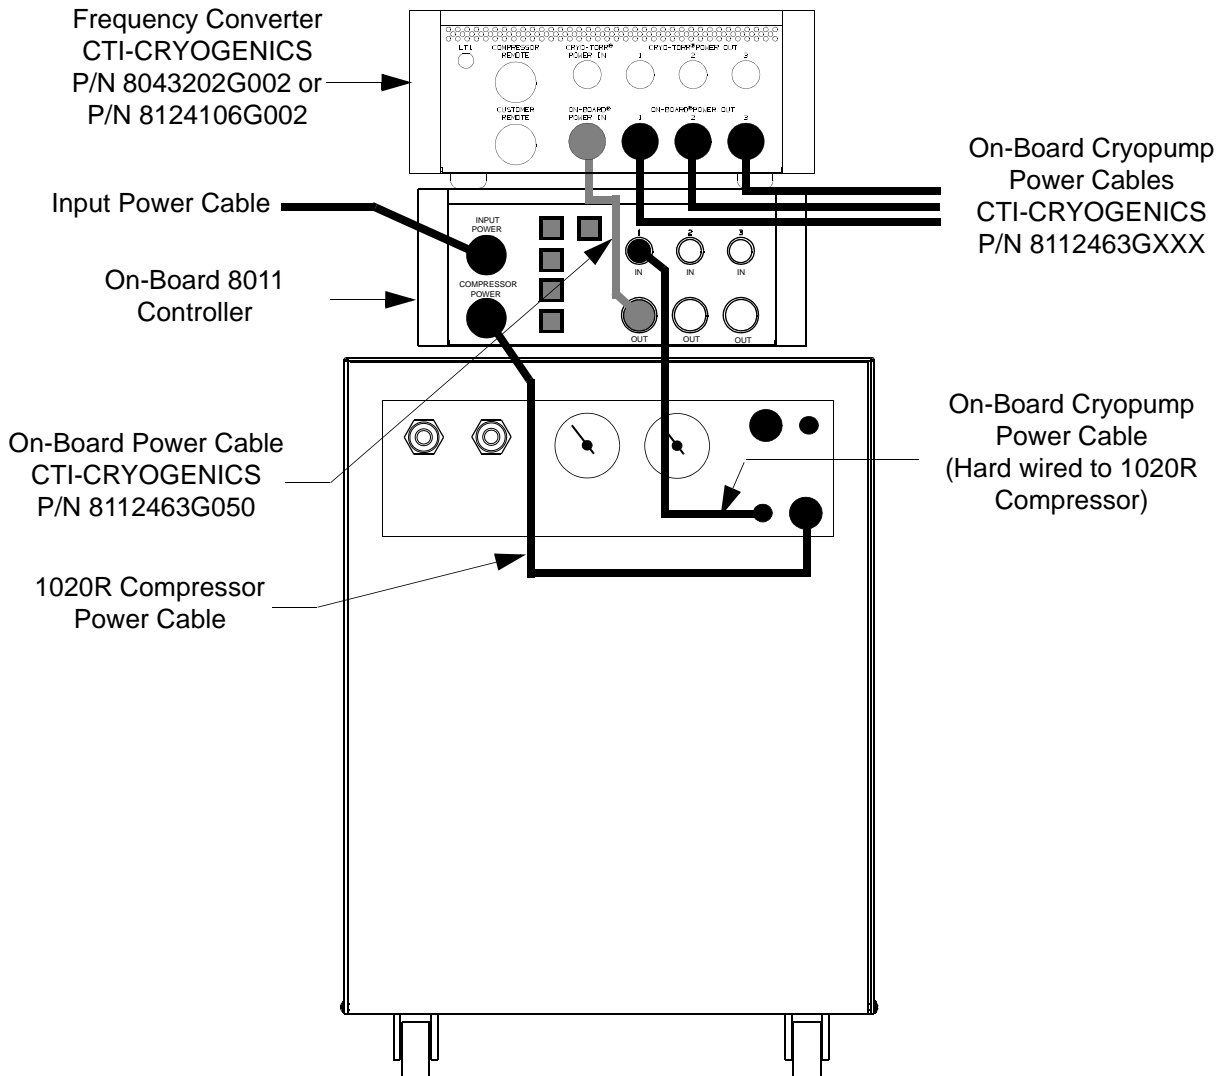 Frequency Converter
CTI-CRYOGENICS
P/N 8043202G002 or
P/N 8124106G002
LTI
COMPRESSOR
REMOTE
CRYO-TORR®
POWER IN
CRYO-TORR®POWER OUT
1 2 3
CUSTOMER
REMOTE
ON-BOARD®
POWER IN
ON-BOARD®POWER OUT
1 2 3
On-Board Cryopump
Power Cables
CTI-CRYOGENICS
P/N 8112463GXXX
Input Power Cable
INPUT
POWER
1 2 3
IN IN IN
On-Board 8011
Controller
COMPRESSOR
POWER
OUT OUT OUT
On-Board Cryopump
Power Cable
(Hard wired to 1020R
Compressor)
On-Board Power Cable
CTI-CRYOGENICS
P/N 8112463G050
1020R Compressor
Power Cable